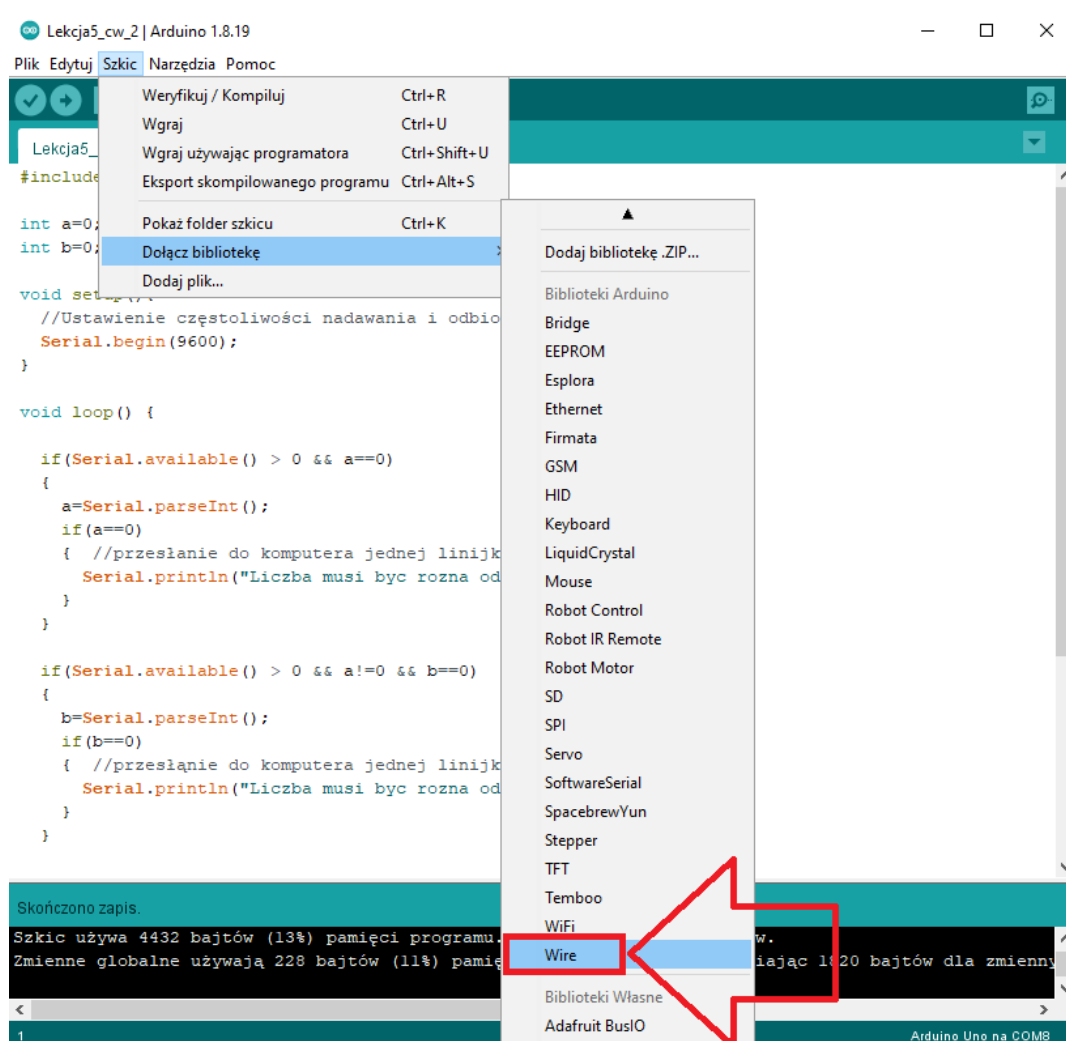 Lekcja5_cw_2 | Arduino 1.8.19
Plik Edytuj Szkic Narzędzia Pomoc
Weryfikuj / Kompiluj Ctrl+R
Wgraj Ctrl+U
Wgraj używając programatora Ctrl+Shift+U
Eksport skompilowanego programu Ctrl+Alt+S
Pokaż folder szkicu Ctrl+K
Dołącz bibliotekę
Dodaj plik...
Lekcja5_
#include
int a=0;
int b=0;
void setup(){
//Ustawienie częstoliwości nadawania i odbio
Serial.begin(9600);
}
void loop() {
if(Serial.available() > 0 && a==0)
{
a=Serial.parseInt();
if(a==0)
{ //przesłanie do komputera jednej linijk
Serial.println("Liczba musi byc rozna od
}
}
if(Serial.available() > 0 && a!=0 && b==0)
{
b=Serial.parseInt();
if(b==0)
{ //przesłąnie do komputera jednej linijk
Serial.println("Liczba musi byc rozna od
}
}
Dodaj bibliotekę .ZIP...
Biblioteki Arduino
Bridge
EEPROM
Esplora
Ethernet
Firmata
GSM
HID
Keyboard
LiquidCrystal
Mouse
Robot Control
Robot IR Remote
Robot Motor
SD
SPI
Servo
SoftwareSerial
SpacebrewYun
Stepper
TFT
Temboo
WiFi
Wire
Biblioteki Własne
Adafruit BusIO
Skończono zapis.
Szkic używa 4432 bajtów (13%) pamięci programu. w.
Zmienne globalne używają 228 bajtów (11%) pamię iając 1820 bajtów dla zmienny
1 Arduino Uno na COM8